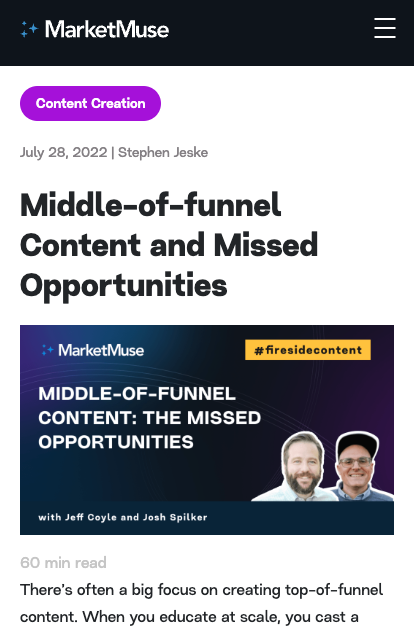 MarketMuse
Content Creation
July 28, 2022 | Stephen Jeske
Middle-of-funnel
Content and Missed
Opportunities
MarketMuse
#firesidecontent
MIDDLE-OF-FUNNEL
CONTENT: THE MISSED
OPPORTUNITIES
with Jeff Coyle and Josh Spilker
60 min read
There's often a big focus on creating top-of-funnel
content. When you educate at scale, you cast a